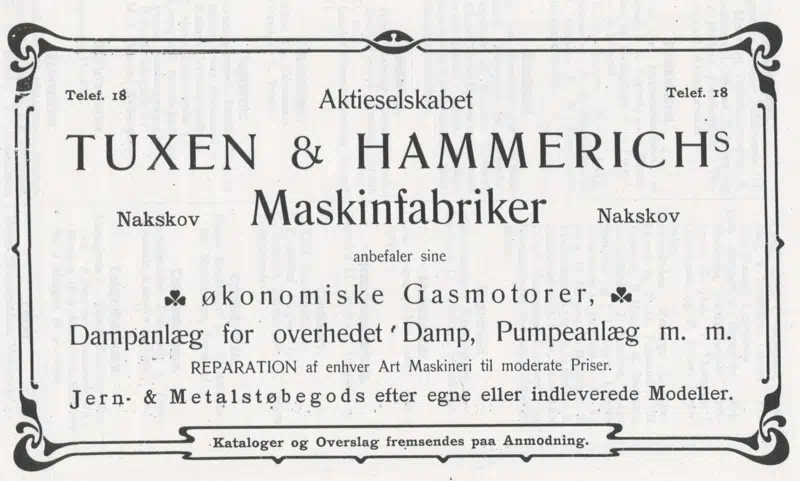 Telef. 18 Aktieselskabet Telef. 18
TUXEN & HAMMERICHS
Nakskov Maskinfabriker Nakskov
anbefaler sine
økonomiske Gasmotorer,
Dampanlæg for overhedet Damp, Pumpeanlæg m. m.
REPARATION af enhver Art Maskineri til moderate Priser.
Jern- & Metalstøbegods efter egne eller indleverede Modeller.
Kataloger og Overslag fremsendes paa Anmodning.